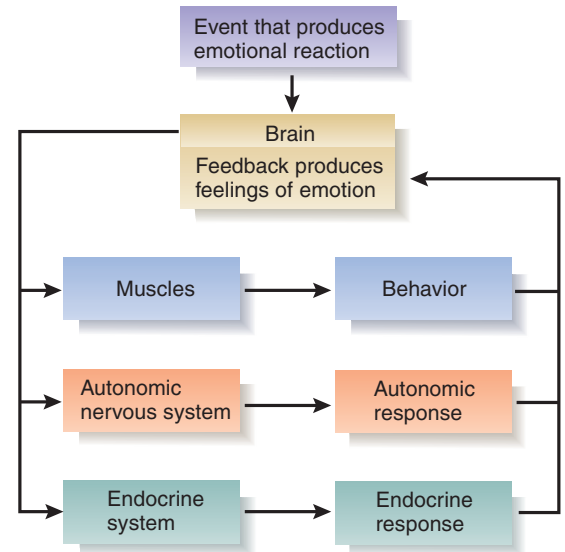 Event that produces
emotional reaction
Brain
Feedback produces
feelings of emotion
Muscles
Behavior
Autonomic
nervous system
Autonomic
response
Endocrine
system
Endocrine
response